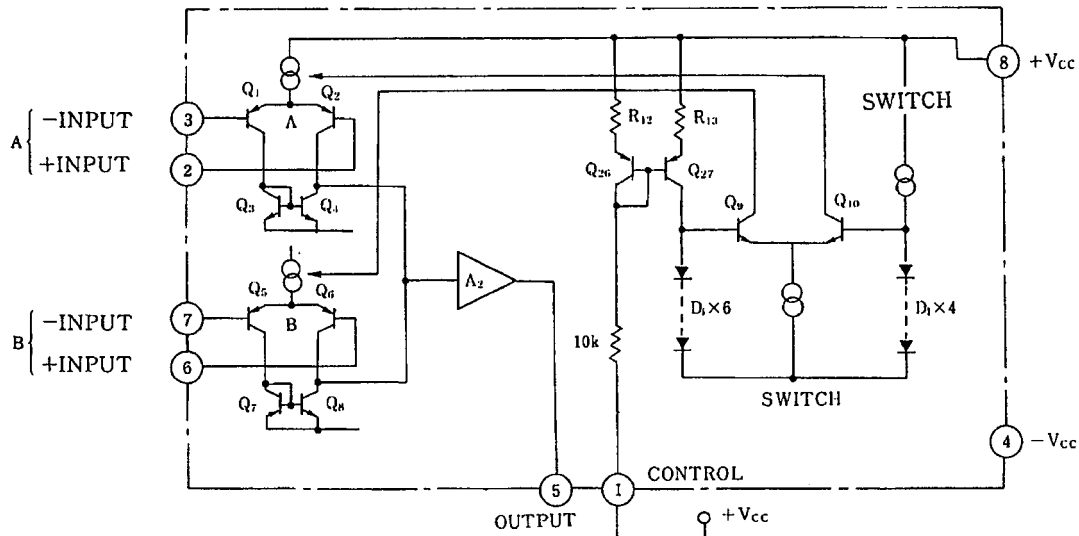 8 +Vcc
SWITCH
Q1 Q2
3 -INPUT
A
A
2 +INPUT
R12 R13
Q26 Q27
Q3 Q4
Q9 Q10
A2
Q5 Q6
7 -INPUT
B
B
6 +INPUT
10k
D1×6
D1×4
Q7 Q8
SWITCH
4 -Vcc
5 1 CONTROL
OUTPUT
+Vcc